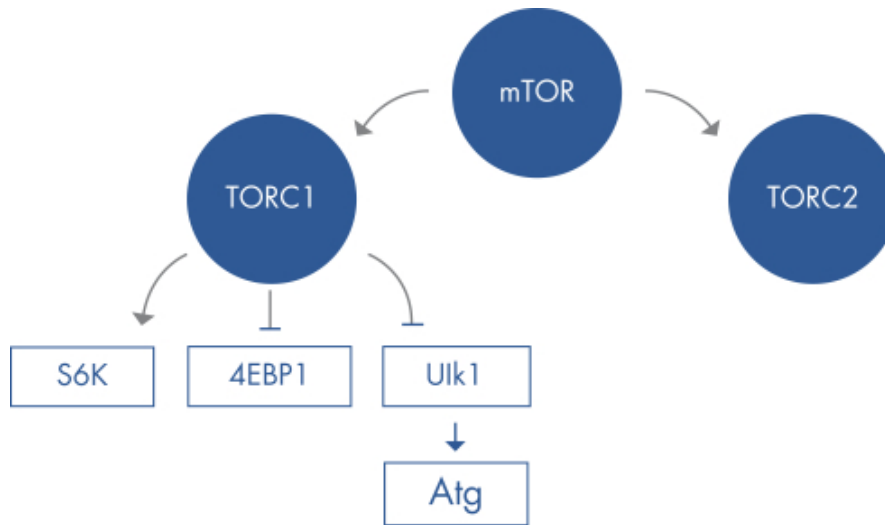 mTOR
TORC1
TORC2
S6K
4EBP1
Ulk1
Atg